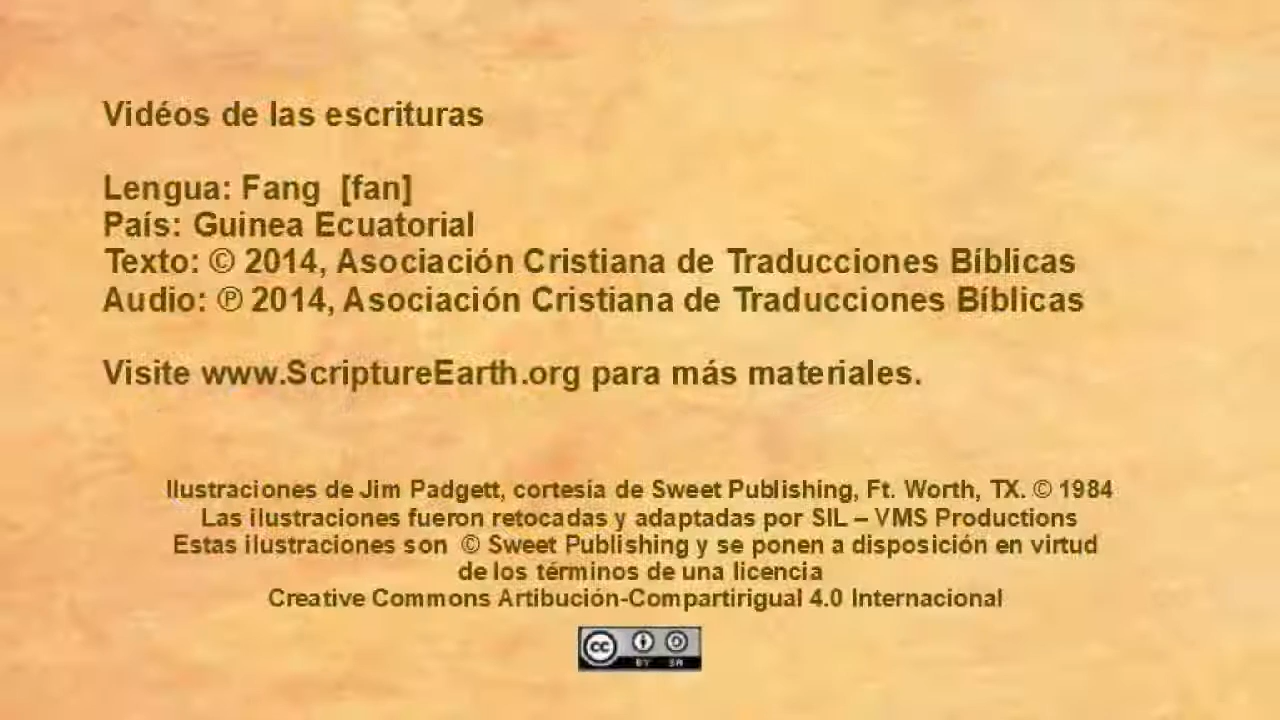 Vidéos de las escrituras
Lengua: Fang [fan]
País: Guinea Ecuatorial
Texto: © 2014, Asociación Cristiana de Traducciones Bíblicas
Audio: ℗ 2014, Asociación Cristiana de Traducciones Bíblicas
Visite www.ScriptureEarth.org para más materiales.
Ilustraciones de Jim Padgett, cortesía de Sweet Publishing, Ft. Worth, TX. © 1984
Las ilustraciones fueron retocadas y adaptadas por SIL – VMS Productions
Estas ilustraciones son © Sweet Publishing y se ponen a disposición en virtud
de los términos de una licencia
Creative Commons Artibución-Compartirigual 4.0 Internacional
cc BY SA